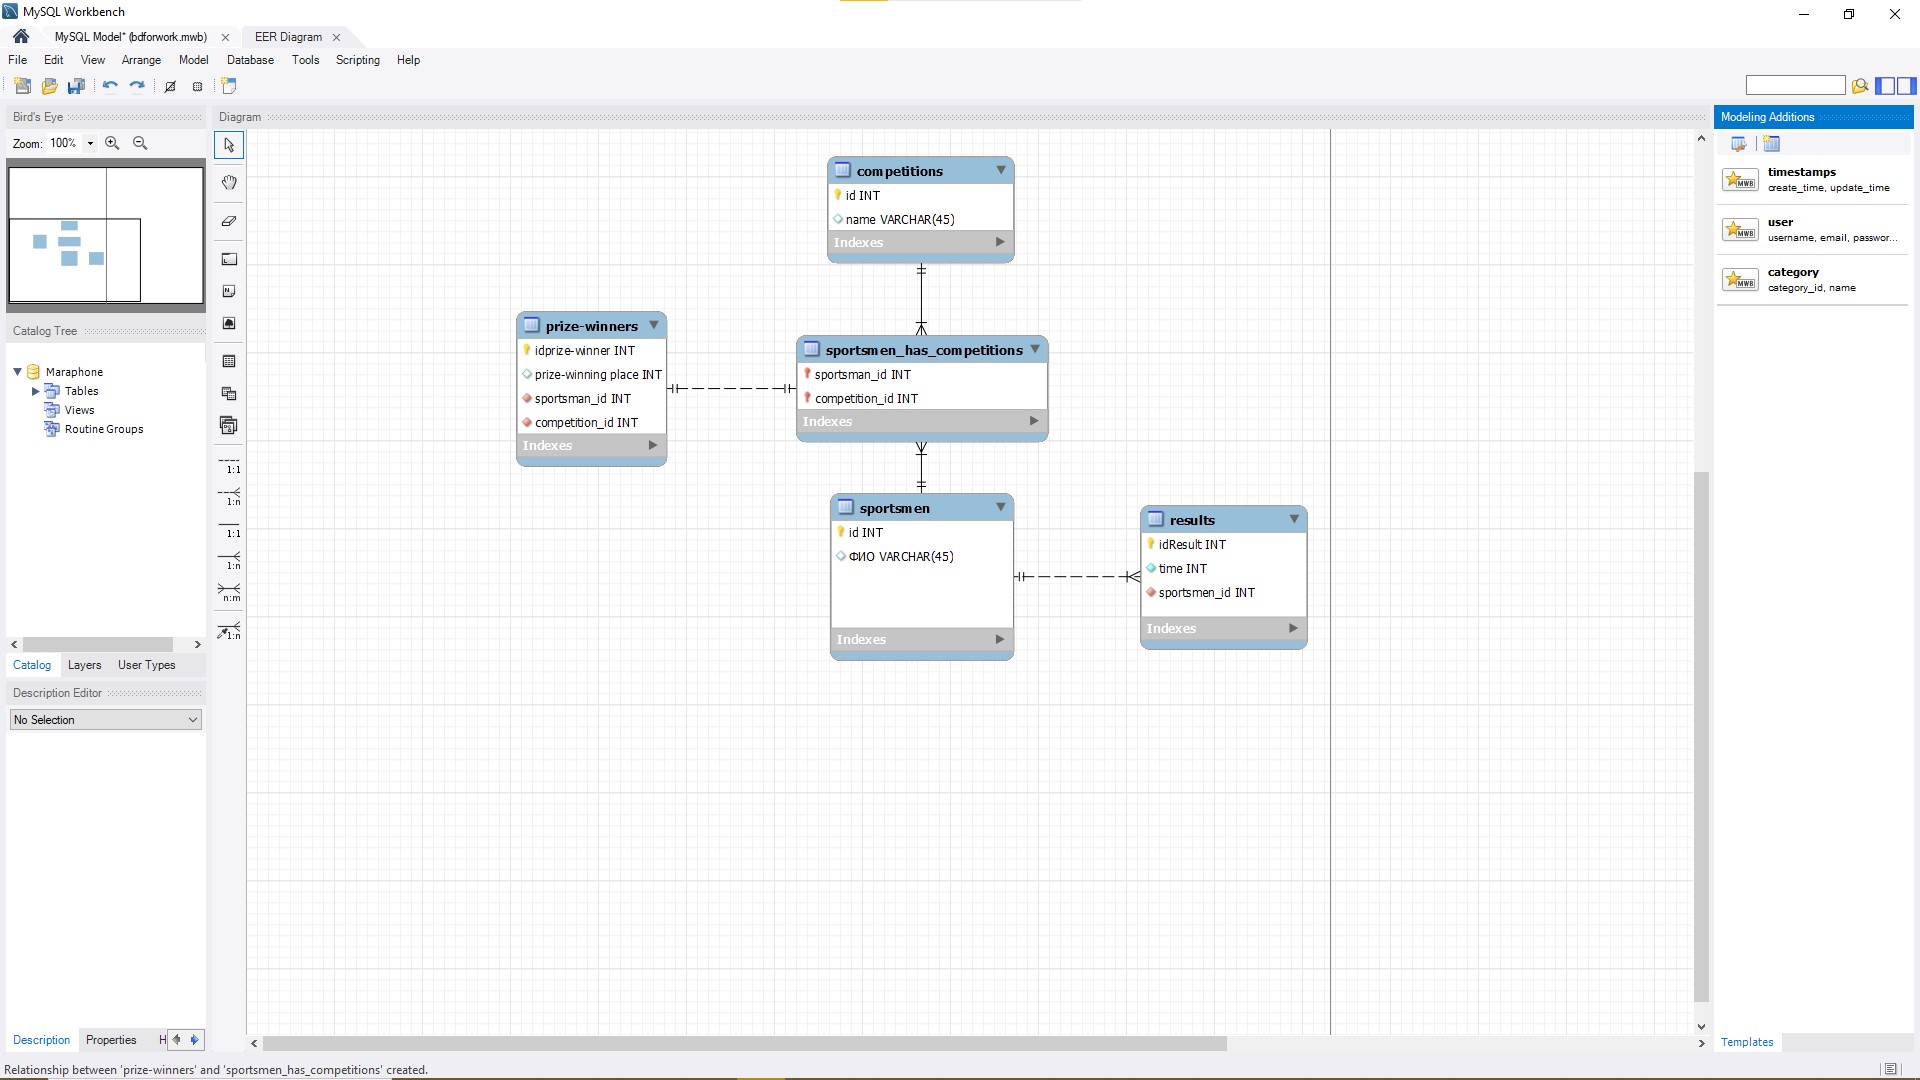 MySQL Workbench
MySQL Model* (bdforwork.mwb)
EER Diagram
File Edit View Arrange Model Database Tools Scripting Help
Bird's Eye
Zoom: 100%
Catalog Tree
Maraphone
Tables
Views
Routine Groups
Catalog Layers User Types
Description Editor
No Selection
Description Properties H
Diagram
1:1
1:n
1:1
1:n
n:m
1:n
competitions
id INT
name VARCHAR(45)
Indexes
prize-winners
idprize-winner INT
prize-winning place INT
sportsman_id INT
competition_id INT
Indexes
sportsmen_has_competitions
sportsman_id INT
competition_id INT
Indexes
sportsmen
id INT
ФИО VARCHAR(45)
Indexes
results
idResult INT
time INT
sportsmen_id INT
Indexes
Modeling Additions
MWB
timestamps
create_time, update_time
MWB
user
username, email, passwor...
MWB
category
category_id, name
Templates
Relationship between 'prize-winners' and 'sportsmen_has_competitions' created.